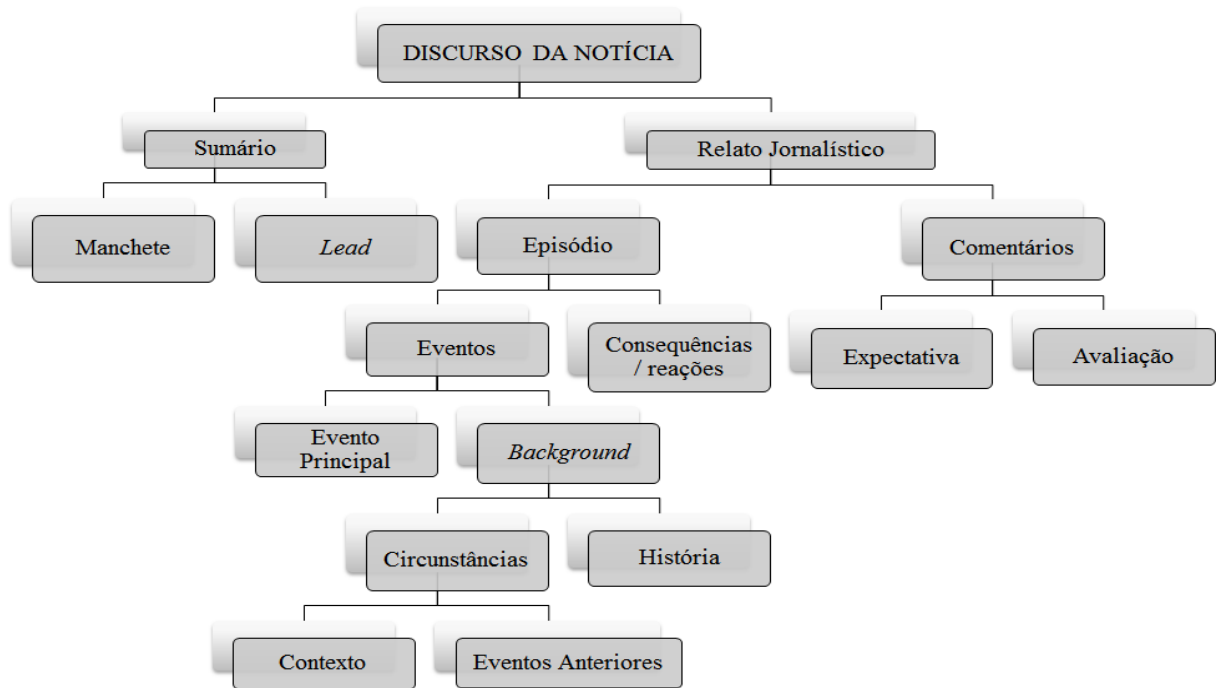 DISCURSO DA NOTÍCIA
Sumário
Relato Jornalístico
Manchete
Lead
Episódio
Comentários
Eventos
Consequências
/ reações
Expectativa
Avaliação
Evento
Principal
Background
Circunstâncias
História
Contexto
Eventos Anteriores